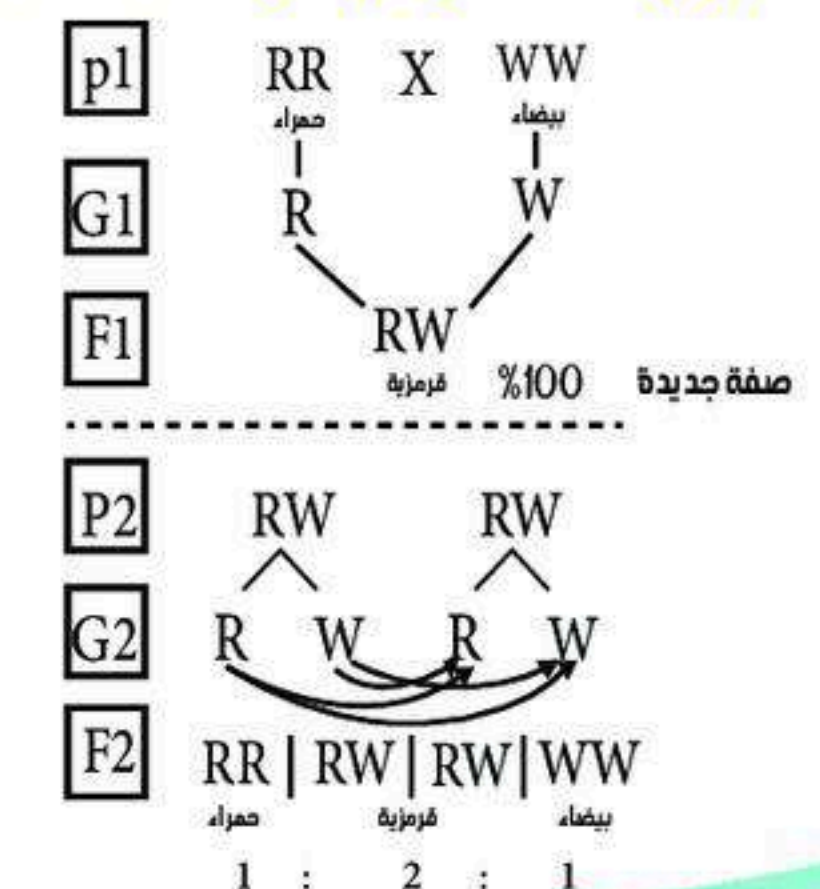 p1 RR X WW
حمراء بيضاء
G1 R W
F1 RW
قرمزية %100 صفة جديدة
P2 RW RW
G2 R W R W
F2 RR | RW | RW | WW
حمراء قرمزية بيضاء
1 : 2 : 1